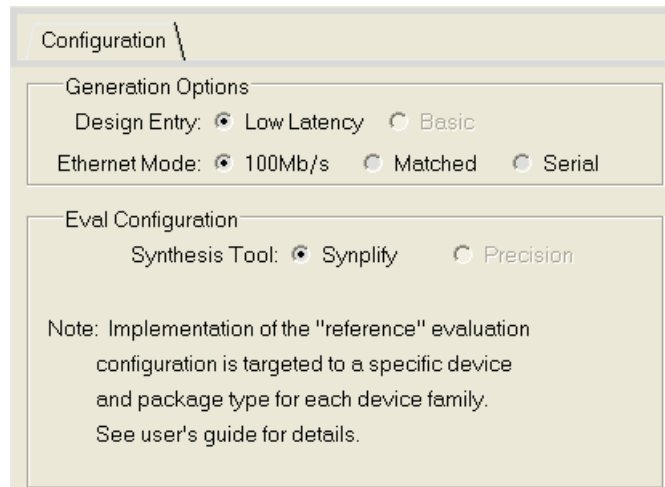 Configuration
Generation Options
Design Entry: Low Latency Basic
Ethernet Mode: 100Mb/s Matched Serial
Eval Configuration
Synthesis Tool: Synplify Precision
Note: Implementation of the "reference" evaluation
configuration is targeted to a specific device
and package type for each device family.
See user's guide for details.